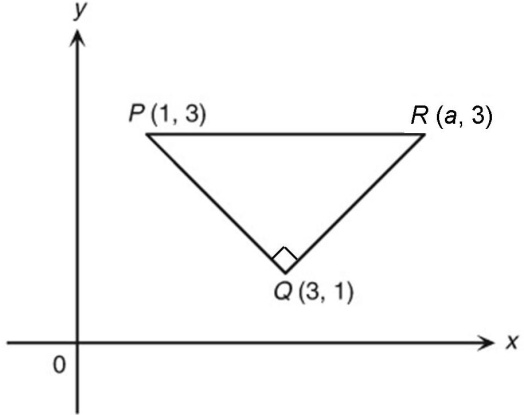 y
P (1, 3)
R (a, 3)
Q (3, 1)
x
0